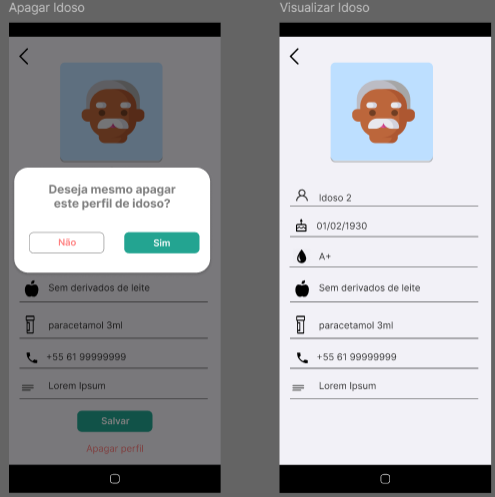 Apagar Idoso
Deseja mesmo apagar
este perfil de idoso?
Não
Sim
Sem derivados de leite
paracetamol 3ml
+55 61 99999999
Lorem Ipsum
Salvar
Apagar perfil
Visualizar Idoso
Idoso 2
01/02/1930
A+
Sem derivados de leite
paracetamol 3ml
+55 61 99999999
Lorem Ipsum